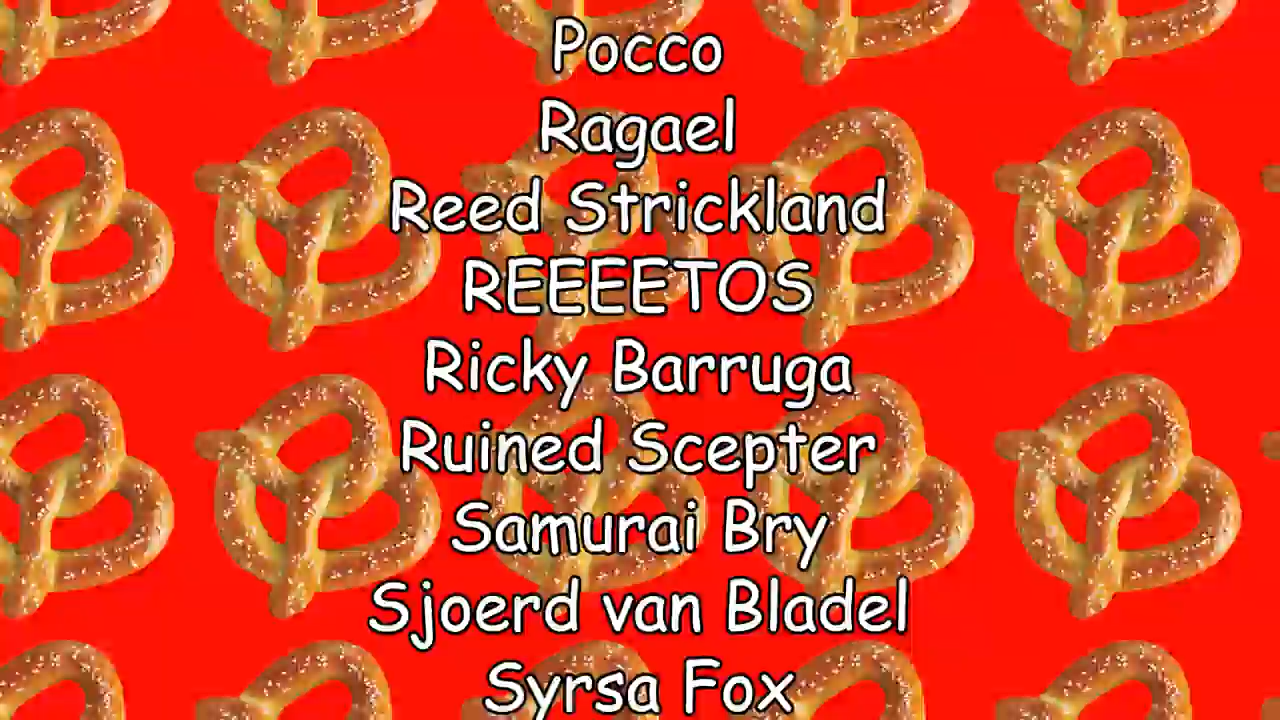 Pocco
Ragael
Reed Strickland
REEEETOS
Ricky Barruga
Ruined Scepter
Samurai Bry
Sjoerd van Bladel
Syrsa Fox